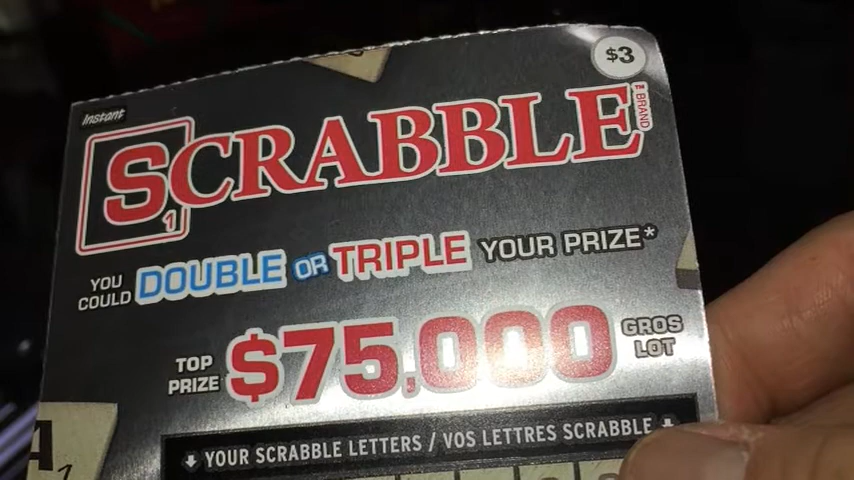 $3
Instant
SCRABBLE
1
™ BRAND
YOU COULD DOUBLE OR TRIPLE YOUR PRIZE*
TOP PRIZE $75,000 GROS LOT
A1
YOUR SCRABBLE LETTERS / VOS LETTRES SCRABBLE